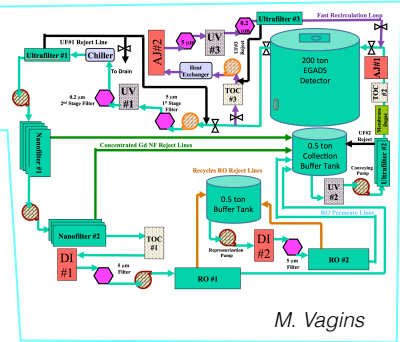 Ultrafilter #3
Fast Recirculation Loop
UF#1 Reject Line
AJ#2
5 µm
UV #3
0.2 µm
Ultrafilter #1
Chiller
To Drain
Heat Exchanger
UF#3 Reject
TOC #3
200 ton EGADS Detector
AJ#1
TOC #2
Membrane Degas
0.2 µm 2nd Stage Filter
UV #1
5 µm 1st Stage Filter
Nanofilter #1
Concentrated Gd NF Reject Lines
UF#2 Reject
0.5 ton Collection Buffer Tank
Conveying Pump
Ultrafilter #2
UV #2
Recycles RO Reject Lines
0.5 ton Buffer Tank
RO Permeate Lines
Nanofilter #2
TOC #1
DI #1
5 µm Filter
RO #1
Repressurization Pump
DI #2
5 µm Filter
RO #2
M. Vagins